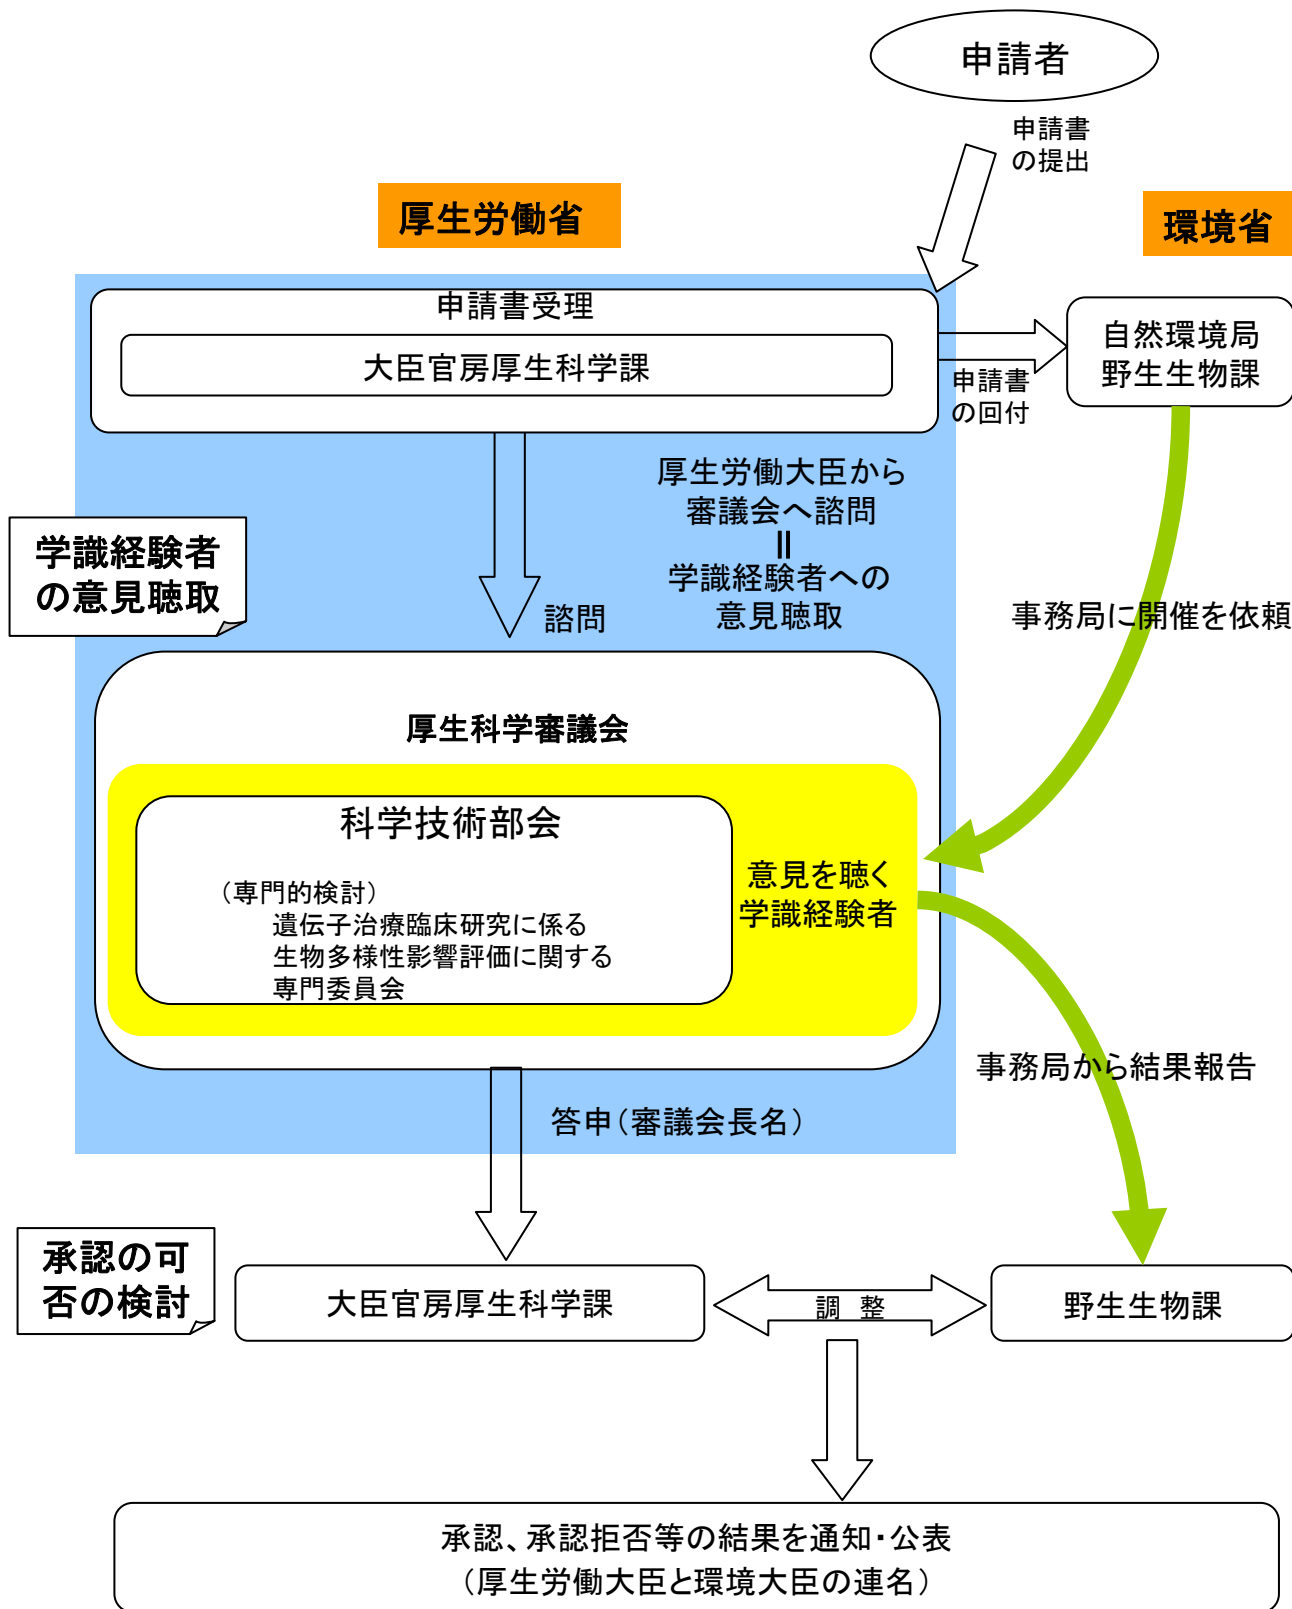 申請者
申請書
の提出
厚生労働省
環境省
申請書受理
大臣官房厚生科学課
自然環境局
野生生物課
申請書
の回付
厚生労働大臣から
審議会へ諮問
＝
学識経験者への
意見聴取
学識経験者
の意見聴取
諮問
事務局に開催を依頼
厚生科学審議会
科学技術部会
（専門的検討）
遺伝子治療臨床研究に係る
生物多様性影響評価に関する
専門委員会
意見を聴く
学識経験者
事務局から結果報告
答申（審議会長名）
承認の可
否の検討
大臣官房厚生科学課
調 整
野生生物課
承認、承認拒否等の結果を通知・公表
（厚生労働大臣と環境大臣の連名）